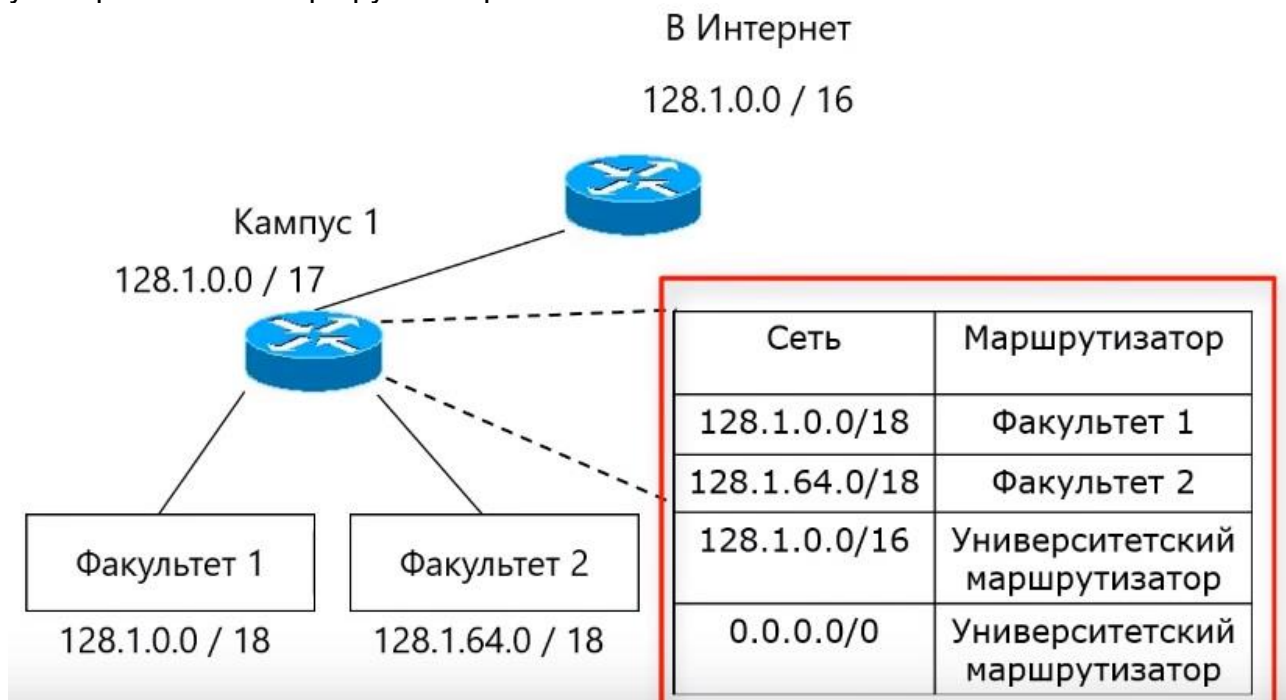 В Интернет
128.1.0.0 / 16
Кампус 1
128.1.0.0 / 17
Сеть Маршрутизатор
128.1.0.0/18 Факультет 1
128.1.64.0/18 Факультет 2
128.1.0.0/16 Университетский
маршрутизатор
0.0.0.0/0 Университетский
маршрутизатор
Факультет 1
Факультет 2
128.1.0.0 / 18
128.1.64.0 / 18